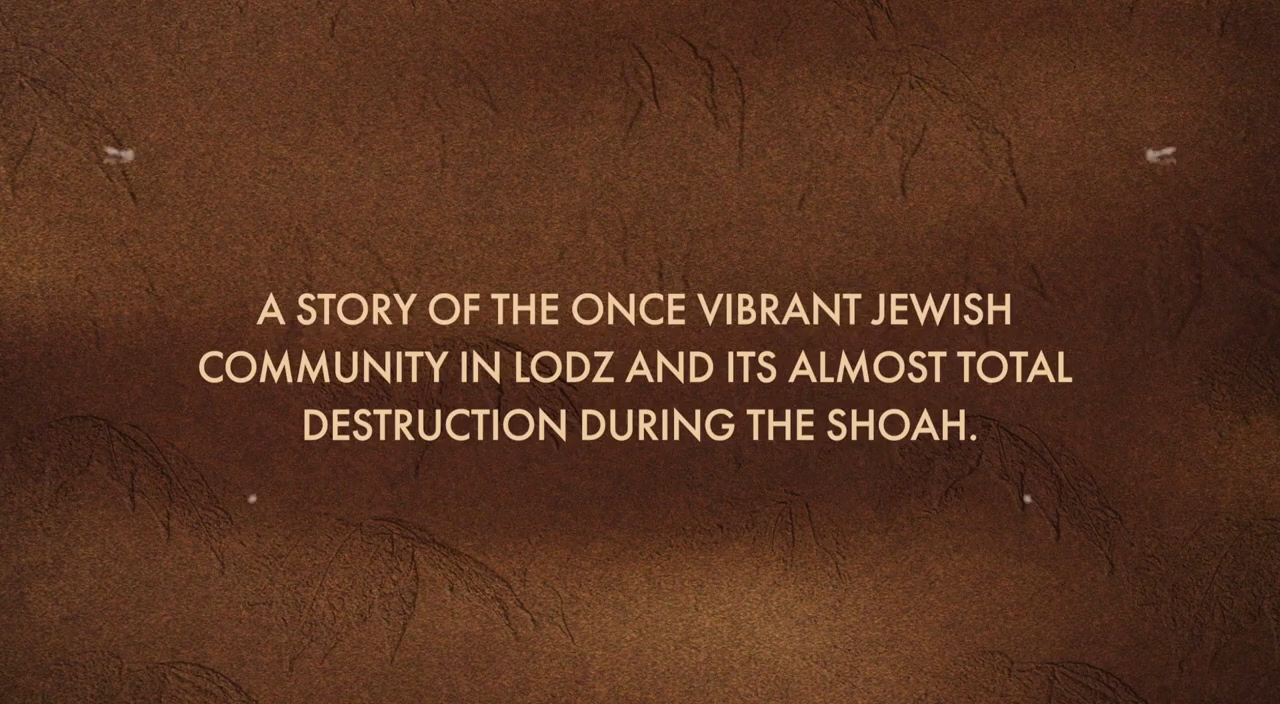 A STORY OF THE ONCE VIBRANT JEWISH
COMMUNITY IN LODZ AND ITS ALMOST TOTAL
DESTRUCTION DURING THE SHOAH.